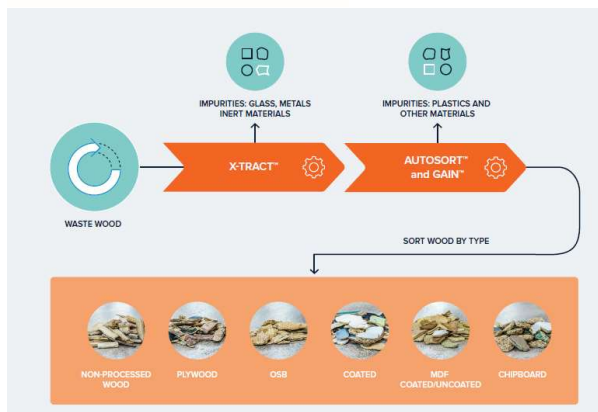 IMPURITIES: GLASS, METALS
INERT MATERIALS
IMPURITIES: PLASTICS AND
OTHER MATERIALS
X-TRACT™
AUTOSORT™
and GAIN™
WASTE WOOD
SORT WOOD BY TYPE
NON-PROCESSED
WOOD
PLYWOOD
OSB
COATED
MDF
COATED/UNCOATED
CHIPBOARD